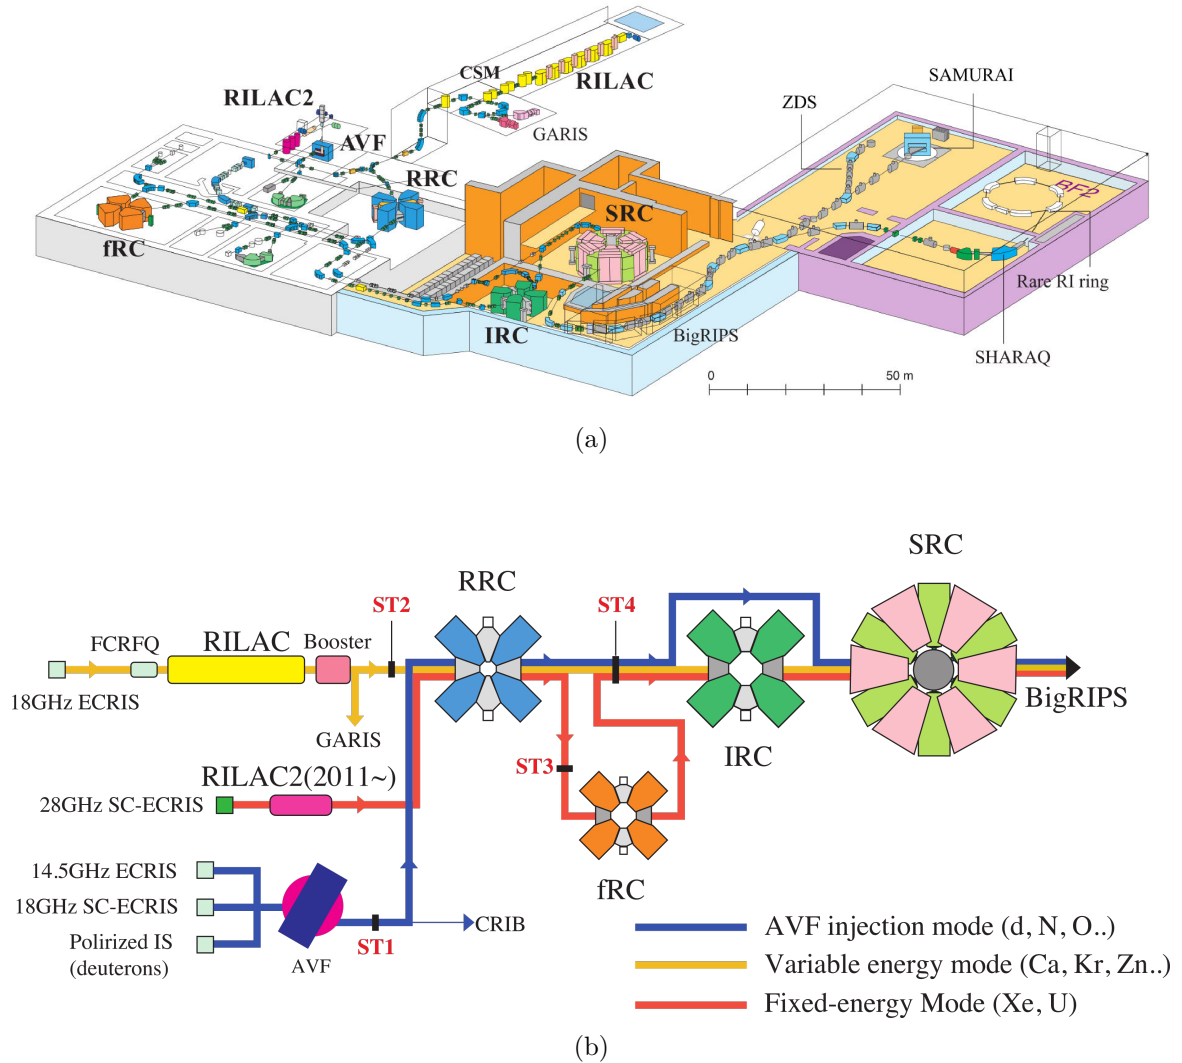 SAMURAI
CSM
RILAC
ZDS
RILAC2
GARIS
AVF
RRC
BF2
SRC
fRC
Rare RI ring
IRC
BigRIPS
SHARAQ
0 50 m
(a)
SRC
RRC
ST2
ST4
FCRFQ
RILAC
Booster
18GHz ECRIS
BigRIPS
GARIS
IRC
RILAC2(2011~)
ST3
28GHz SC-ECRIS
14.5GHz ECRIS
fRC
18GHz SC-ECRIS
CRIB
AVF injection mode (d, N, O..)
Polirized IS
(deuterons)
ST1
AVF
Variable energy mode (Ca, Kr, Zn..)
Fixed-energy Mode (Xe, U)
(b)